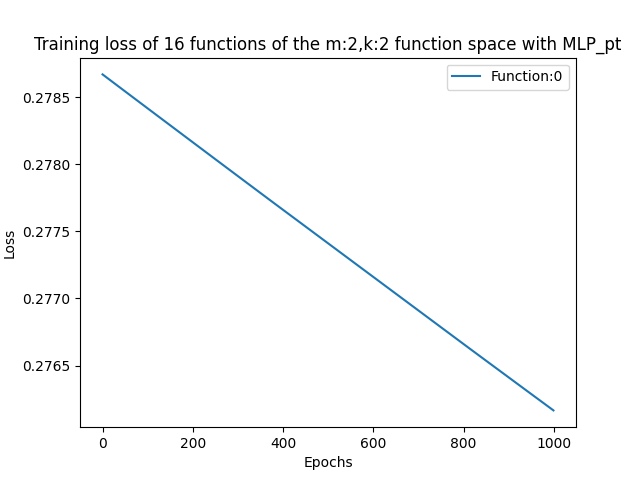 Training loss of 16 functions of the m:2,k:2 function space with MLP_pt
Function:0
0.2785
0.2780
0.2775
0.2770
0.2765
Loss
0 200 400 600 800 1000
Epochs